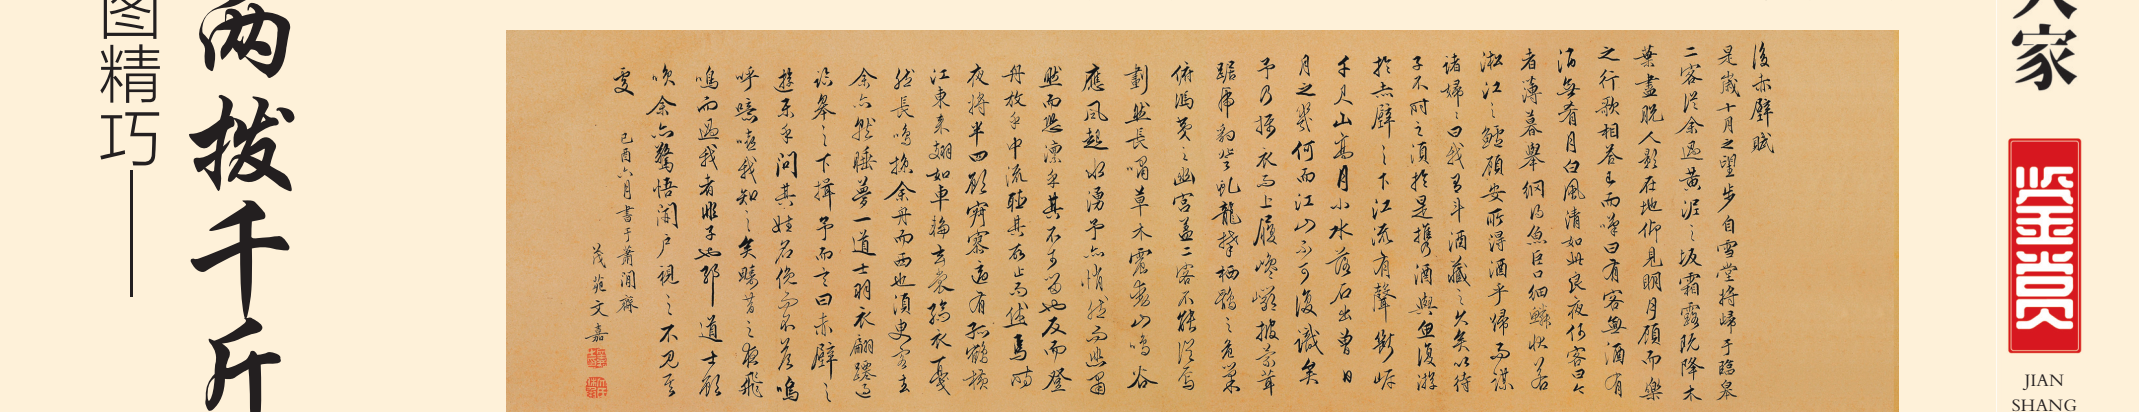 家
鉴赏
JIAN
SHANG
後赤壁賦
是歲十月之望步自雪堂將歸于臨皋
二客從余過黃泥之坂霜露既降木
葉盡脫人影在地仰見明月顧而樂
之行歌相答已而嘆曰有客無酒有
酒無肴月白風清如此良夜何客曰今
者薄暮舉網得魚巨口細鱗狀若
淞江之鱸顧安所得酒乎歸而謀
諸婦婦曰我有斗酒藏之久矣以待
子不時之須於是攜酒與魚復游
於赤壁之下江流有聲斷岸
千尺山高月小水落石出曾日
月之幾何而江山不可復識矣
予乃攝衣而上履巉巖披蒙茸
踞虎豹登虬龍攀栖鶻之危巢
俯馮夷之幽宮蓋二客不能從焉
劃然長嘯草木震動山鳴谷
應風起水湧予亦悄然而悲肅
然而恐凜乎其不可留也反而登
舟放乎中流聽其所止而休焉時
夜將半四顧寂寥適有孤鶴橫
江東來翅如車輪玄裳縞衣戛
然長鳴掠余舟而西也須臾客去
余亦就睡夢一道士羽衣翩躚過
臨皋之下揖予而言曰赤壁之
遊樂乎問其姓名俛而不答嗚
呼噫嘻我知之矣疇昔之夜飛
鳴而過我者非子也耶道士顧
笑余亦驚悟開戶視之不見其
處
己酉六月書于蕭閒齋
茂苑文嘉
两拨千斤
图精巧——